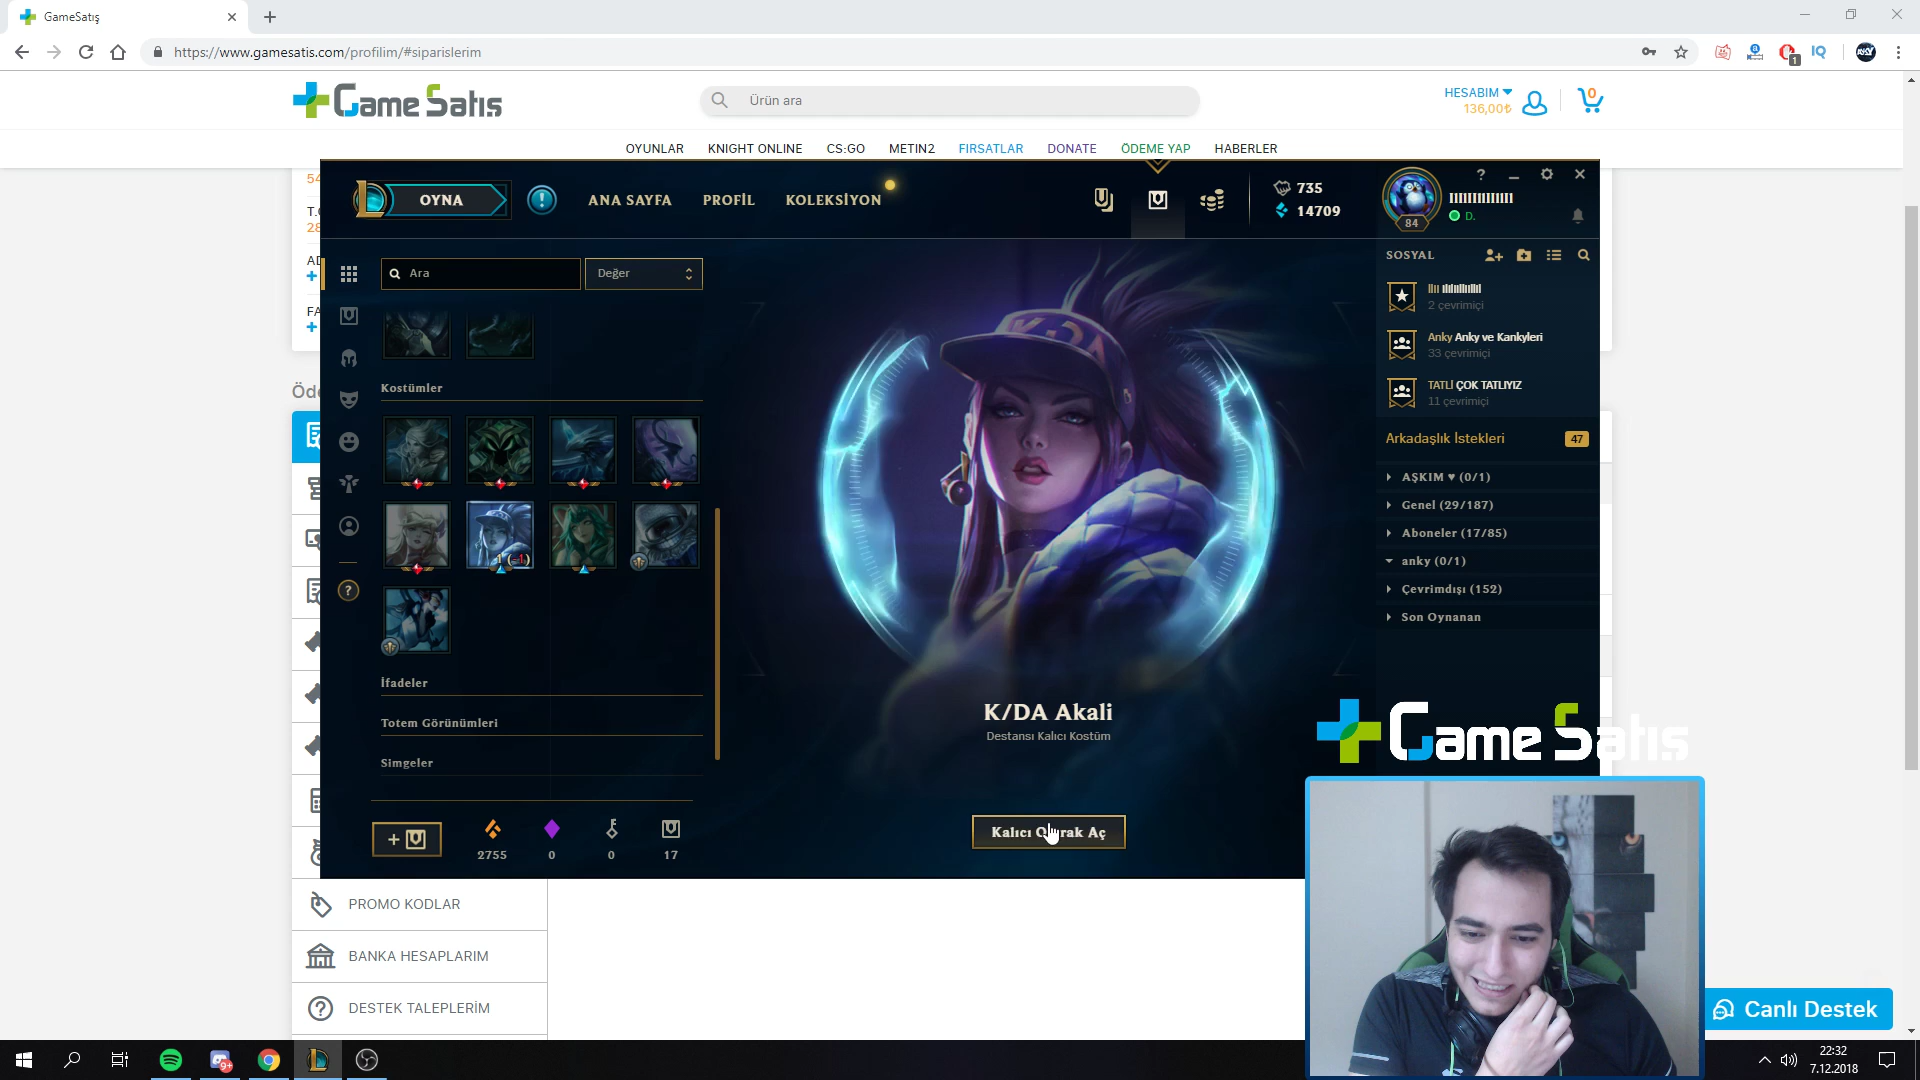 GameSatış
https://www.gamesatis.com/profilim/#siparislerim
1
Game Satış
Ürün ara
HESABIM
136,00₺
0
OYUNLAR
KNIGHT ONLINE
CS:GO
METIN2
FIRSATLAR
DONATE
ÖDEME YAP
HABERLER
OYNA
ANA SAYFA
PROFİL
KOLEKSİYON
735
14709
84
D.
Ara
Değer
SOSYAL
2 çevrimiçi
Anky Anky ve Kankyleri
33 çevrimiçi
TATLI ÇOK TATLIYIZ
11 çevrimiçi
Arkadaşlık İstekleri
47
AŞKIM ♥ (0/1)
Genel (29/187)
Aboneler (17/85)
anky (0/1)
Çevrimdışı (152)
Son Oynanan
Kostümler
1 (-1)
İfadeler
Totem Görünümleri
Simgeler
2755
0
0
17
K/DA
K/DA Akali
Destansı Kalıcı Kostüm
Kalıcı Olarak Aç
Game Satış
PROMO KODLAR
BANKA HESAPLARIM
DESTEK TALEPLERİM
Canlı Destek
9+
22:32
7.12.2018